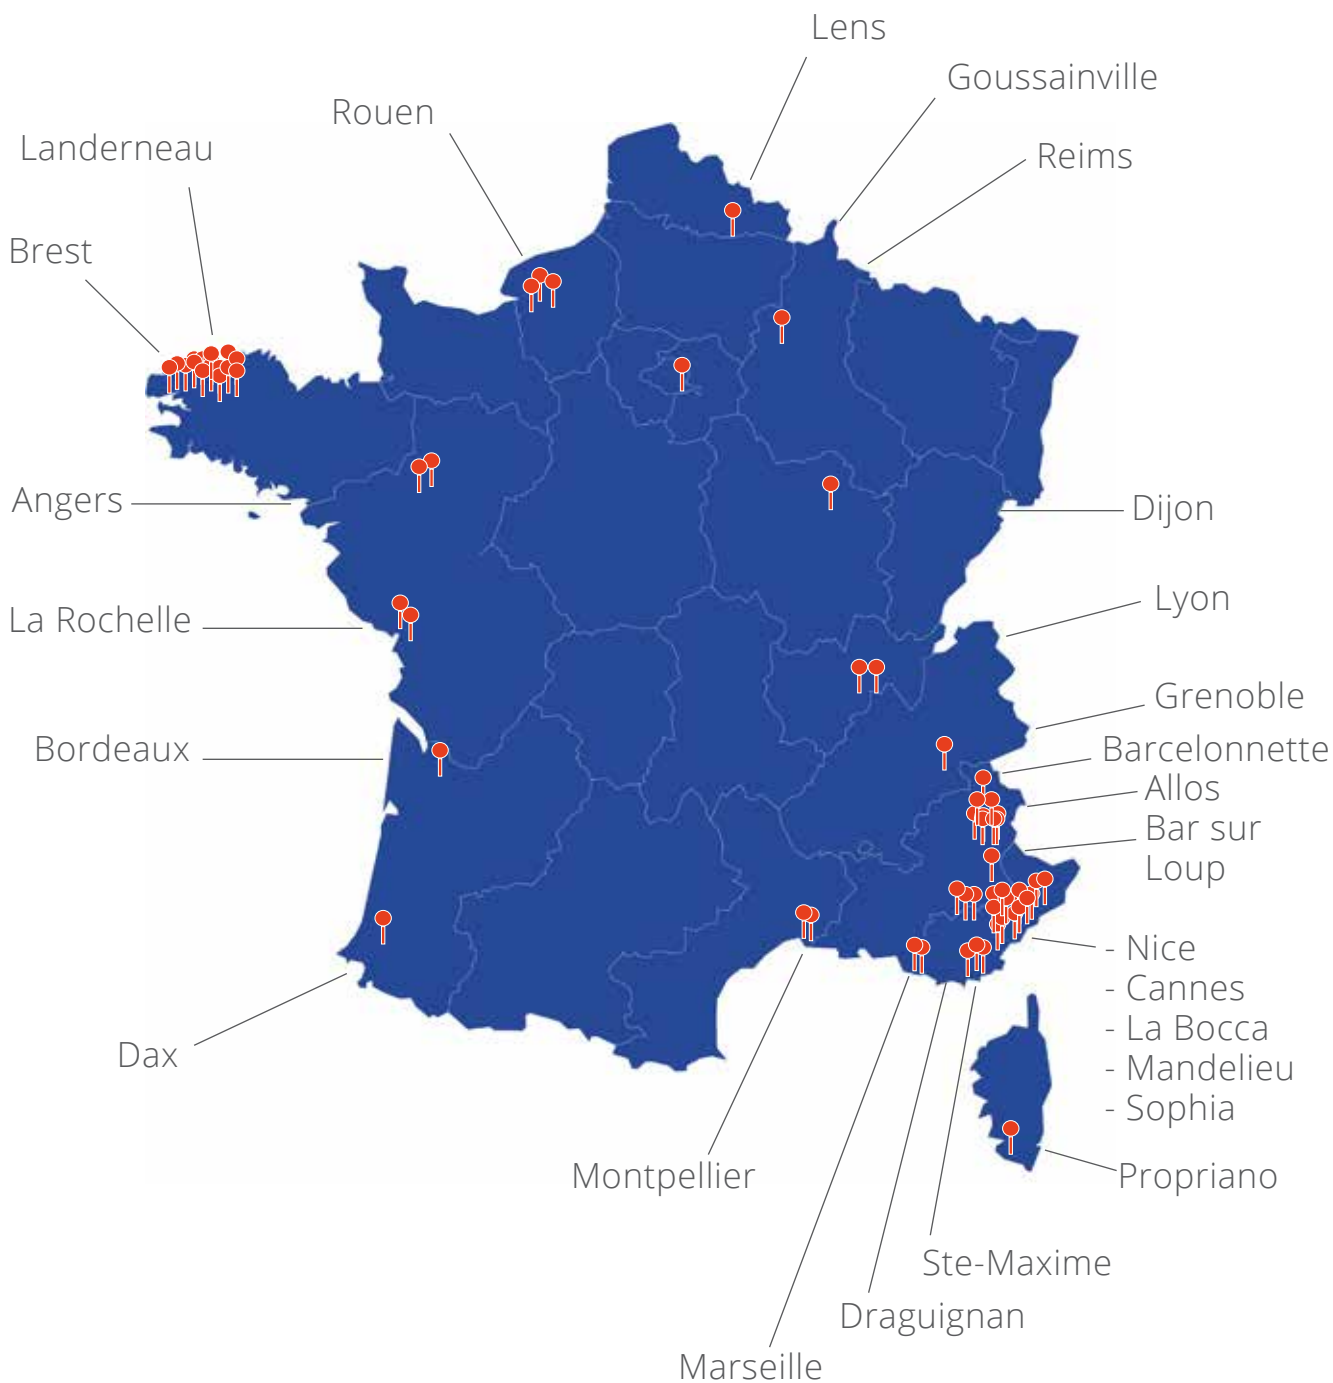 Lens
Goussainville
Rouen
Landerneau
Reims
Brest
Angers
Dijon
Lyon
La Rochelle
Grenoble
Bordeaux
Barcelonnette
Allos
Bar sur
Loup
- Nice
- Cannes
- La Bocca
- Mandelieu
- Sophia
Dax
Montpellier
Propriano
Ste-Maxime
Draguignan
Marseille